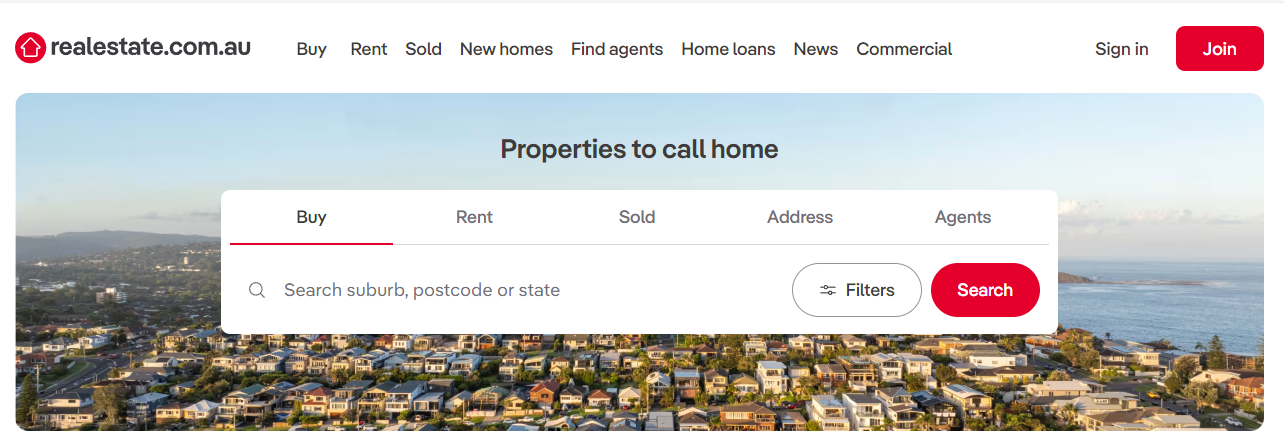 realestate.com.au Buy Rent Sold New homes Find agents Home loans News Commercial Sign in Join
Properties to call home
Buy Rent Sold Address Agents
Search suburb, postcode or state Filters Search